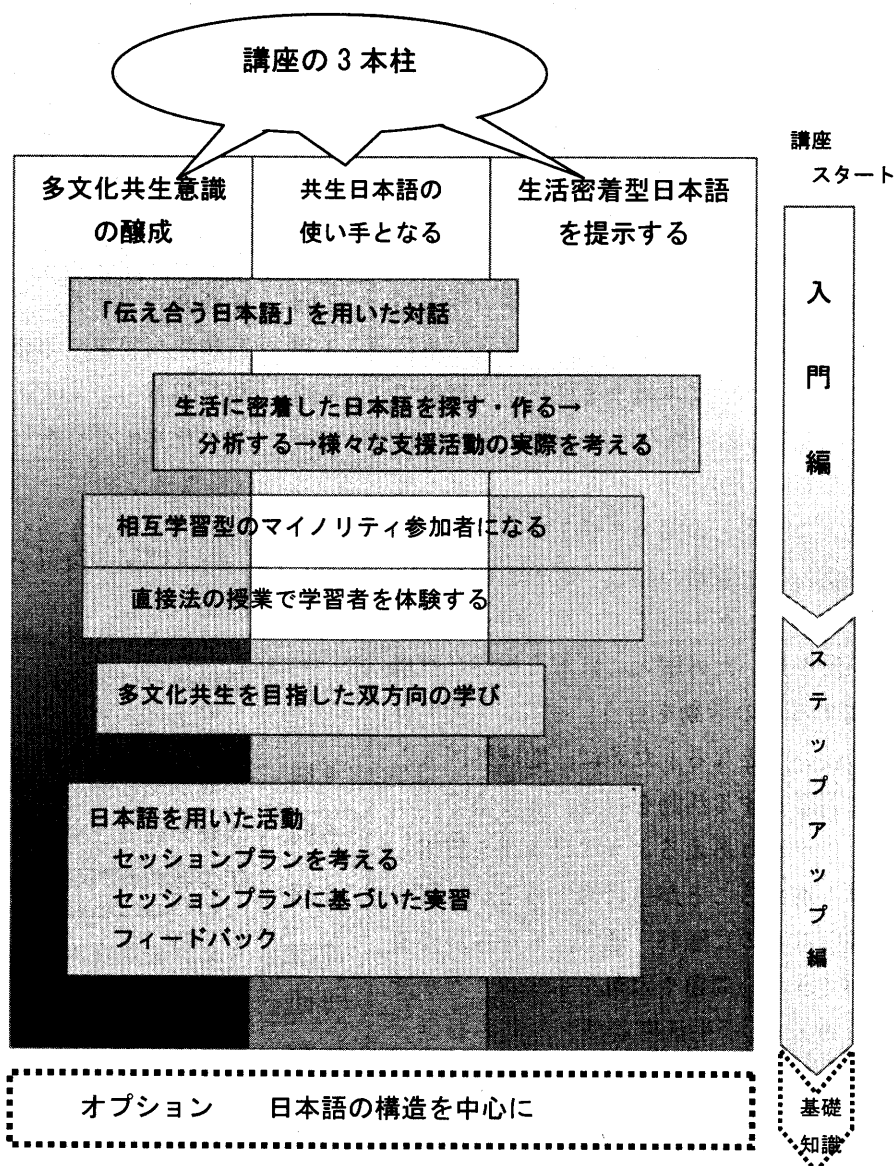 講座の3本柱
多文化共生意識
の醸成
共生日本語の
使い手となる
生活密着型日本語
を提示する
「伝え合う日本語」を用いた対話
生活に密着した日本語を探す・作る→
分析する→様々な支援活動の実際を考える
相互学習型のマイノリティ参加者になる
直接法の授業で学習者を体験する
多文化共生を目指した双方向の学び
日本語を用いた活動
セッションプランを考える
セッションプランに基づいた実習
フィードバック
オプション 日本語の構造を中心に
講座
スタート
入門編
ステップアップ編
基礎
知識